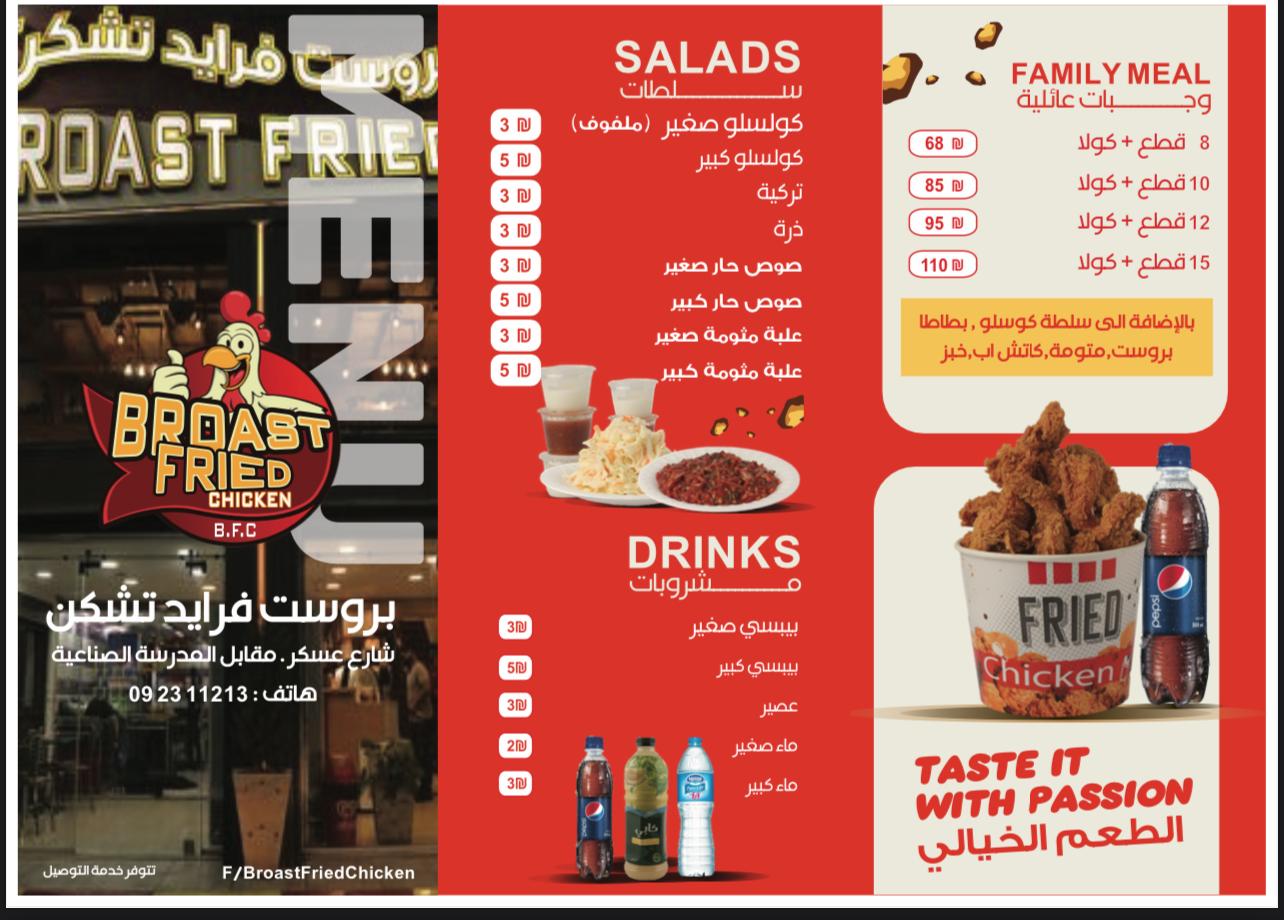 بروست فرايد تشكن
ROAST FRIED
MENU
BROAST
FRIED
CHICKEN
B.F.C
بروست فرايد تشكن
شارع عسكر . مقابل المدرسة الصناعية
هاتف : 09 23 11213
تتوفر خدمة التوصيل
F/BroastFriedChicken
SALADS
سلطات
كولسلو صغير (ملفوف) 3 ₪
كولسلو كبير 5 ₪
تركية 3 ₪
ذرة 3 ₪
صوص حار صغير 3 ₪
صوص حار كبير 5 ₪
علبة مثومة صغير 3 ₪
علبة مثومة كبير 5 ₪
DRINKS
مشروبات
بيبسي صغير 3₪
بيبسي كبير 5₪
عصير 3₪
ماء صغير 2₪
ماء كبير 3₪
FAMILY MEAL
وجبات عائلية
8 قطع + كولا 68 ₪
10 قطع + كولا 85 ₪
12 قطع + كولا 95 ₪
15 قطع + كولا 110 ₪
بالإضافة الى سلطة كوسلو , بطاطا
بروست,متومة,كاتش اب,خبز
FRIED
Chicken
pepsi
TASTE IT
WITH PASSION
الطعم الخيالي